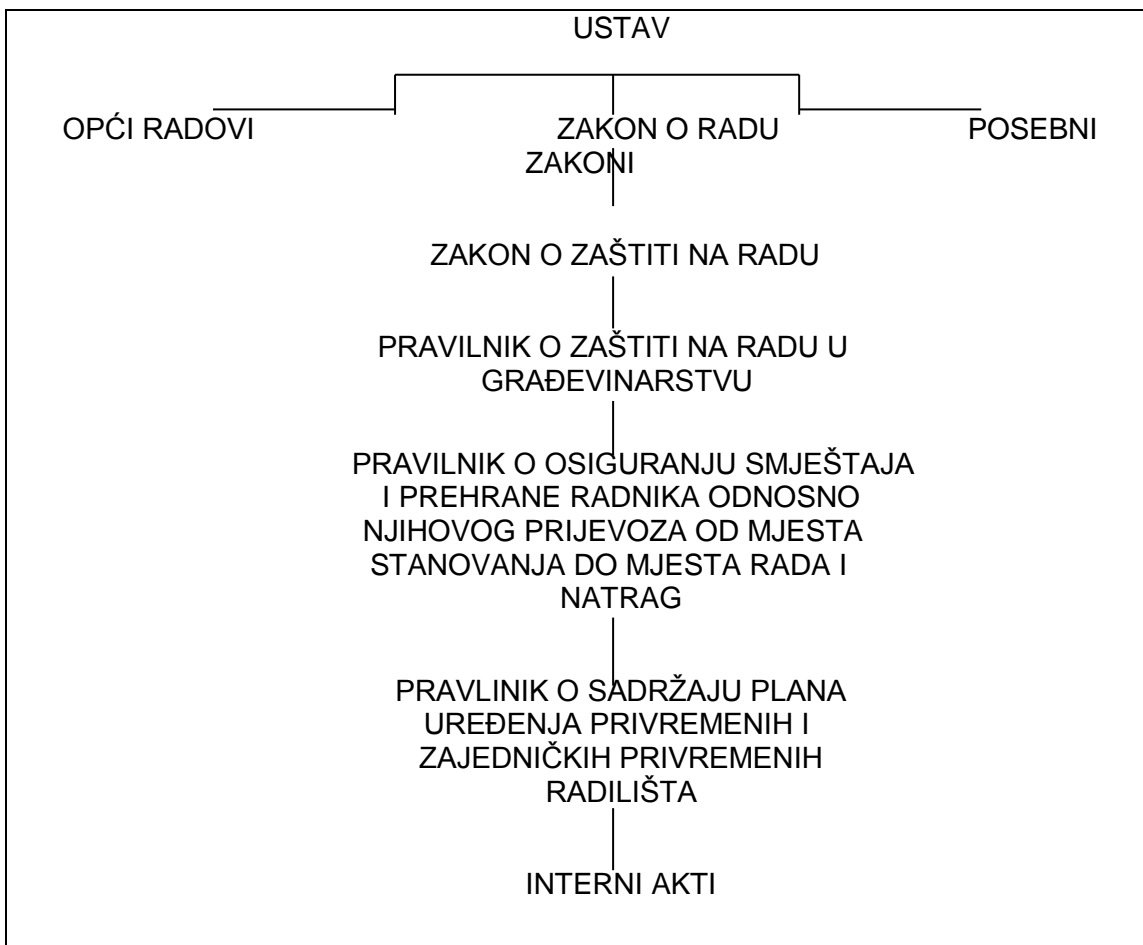 USTAV
OPĆI RADOVI ZAKON O RADU POSEBNI
ZAKONI
ZAKON O ZAŠTITI NA RADU
PRAVILNIK O ZAŠTITI NA RADU U
GRAĐEVINARSTVU
PRAVILNIK O OSIGURANJU SMJEŠTAJA
I PREHRANE RADNIKA ODNOSNO
NJIHOVOG PRIJEVOZA OD MJESTA
STANOVANJA DO MJESTA RADA I
NATRAG
PRAVLINIK O SADRŽAJU PLANA
UREĐENJA PRIVREMENIH I
ZAJEDNIČKIH PRIVREMENIH
RADILIŠTA
INTERNI AKTI